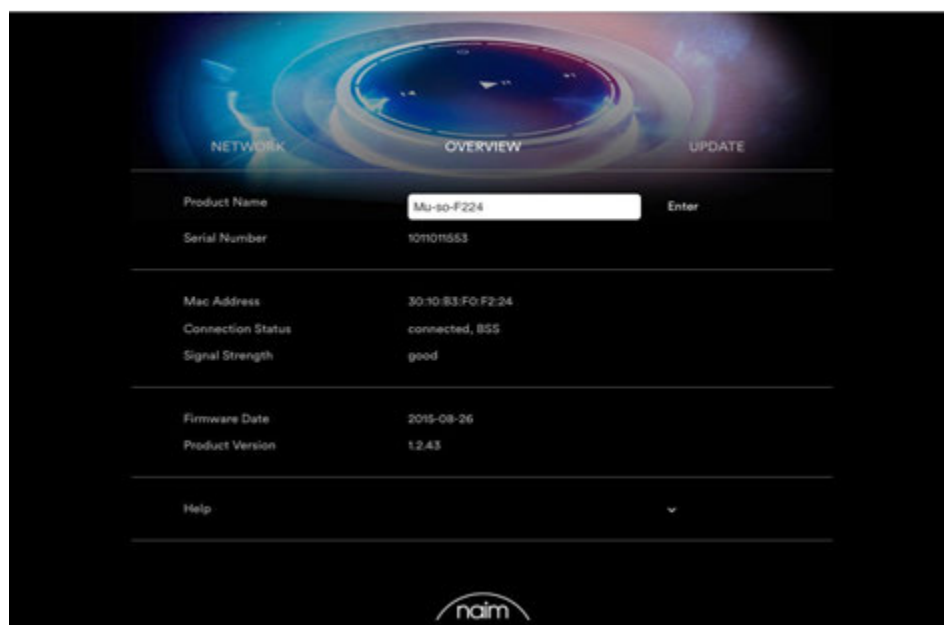 NETWORK OVERVIEW UPDATE
Product Name Mu-so-F224 Enter
Serial Number 1011011553
Mac Address 30:10:B3:F0:F2:24
Connection Status connected, BSS
Signal Strength good
Firmware Date 2015-08-26
Product Version 1.2.43
Help
naim